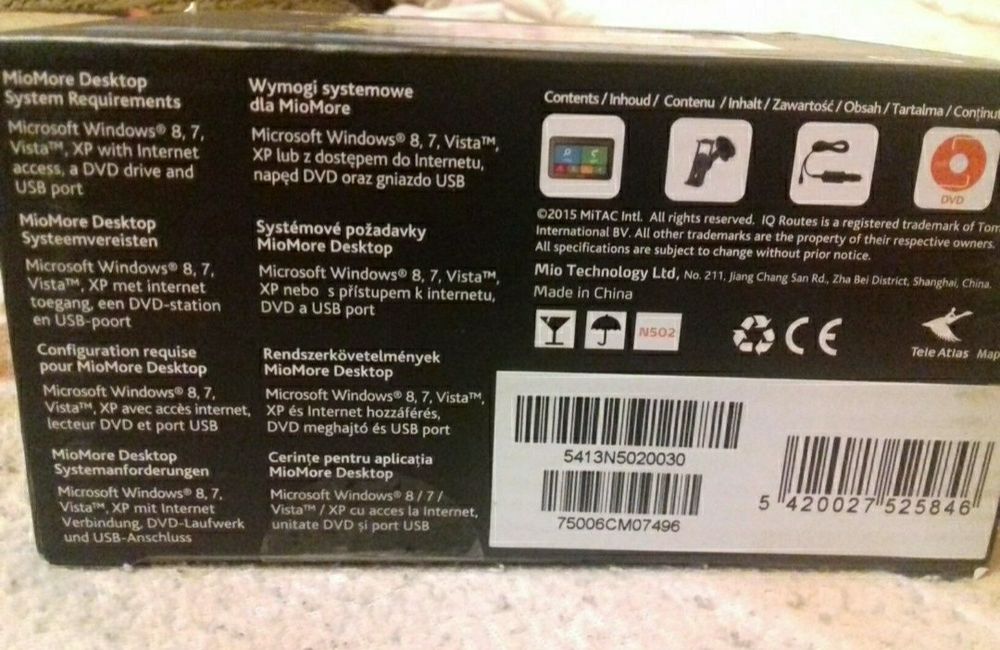 MioMore Desktop
System Requirements
Microsoft Windows® 8, 7,
Vista™, XP with Internet
access, a DVD drive and
USB port
MioMore Desktop
Systeemvereisten
Microsoft Windows® 8, 7,
Vista™, XP met internet
toegang, een DVD-station
en USB-poort
Configuration requise
pour MioMore Desktop
Microsoft Windows® 8, 7,
Vista™, XP avec accès internet,
lecteur DVD et port USB
MioMore Desktop
Systemanforderungen
Microsoft Windows® 8, 7,
Vista™, XP mit Internet
Verbindung, DVD-Laufwerk
und USB-Anschluss
Wymogi systemowe
dla MioMore
Microsoft Windows® 8, 7, Vista™,
XP lub z dostępem do Internetu,
napęd DVD oraz gniazdo USB
Systémové požadavky
MioMore Desktop
Microsoft Windows® 8, 7, Vista™,
XP nebo s přístupem k internetu,
DVD a USB port
Rendszerkövetelmények
MioMore Desktop
Microsoft Windows® 8, 7, Vista™,
XP és Internet hozzáférés,
DVD meghajtó és USB port
Cerințe pentru aplicația
MioMore Desktop
Microsoft Windows® 8 / 7 /
Vista™ / XP cu acces la Internet,
unitate DVD și port USB
Contents / Inhoud / Contenu / Inhalt / Zawartość / Obsah / Tartalma / Conținut
DVD
©2015 MiTAC Intl. All rights reserved. IQ Routes is a registered trademark of Tom
International BV. All other trademarks are the property of their respective owners.
All specifications are subject to change without prior notice.
Mio Technology Ltd, No. 211, Jiang Chang San Rd., Zha Bei District, Shanghai, China.
Made in China
N502
CE
Tele Atlas Map
5413N5020030
75006CM07496
5 420027 525846